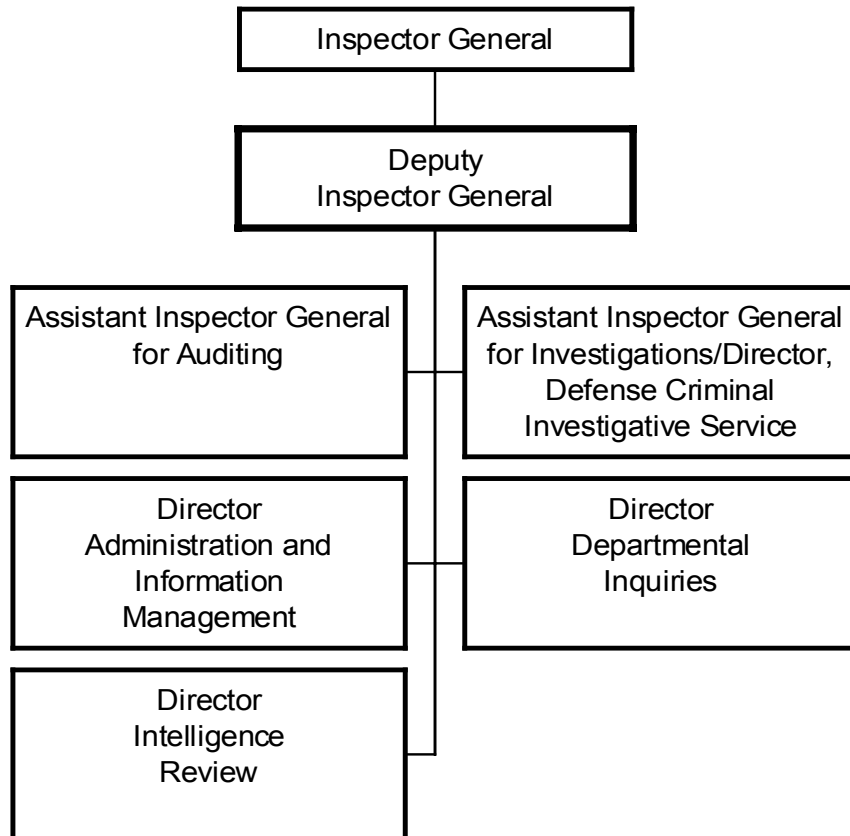 Inspector General
Deputy
Inspector General
Assistant Inspector General
for Auditing
Assistant Inspector General
for Investigations/Director,
Defense Criminal
Investigative Service
Director
Administration and
Information
Management
Director
Departmental
Inquiries
Director
Intelligence
Review